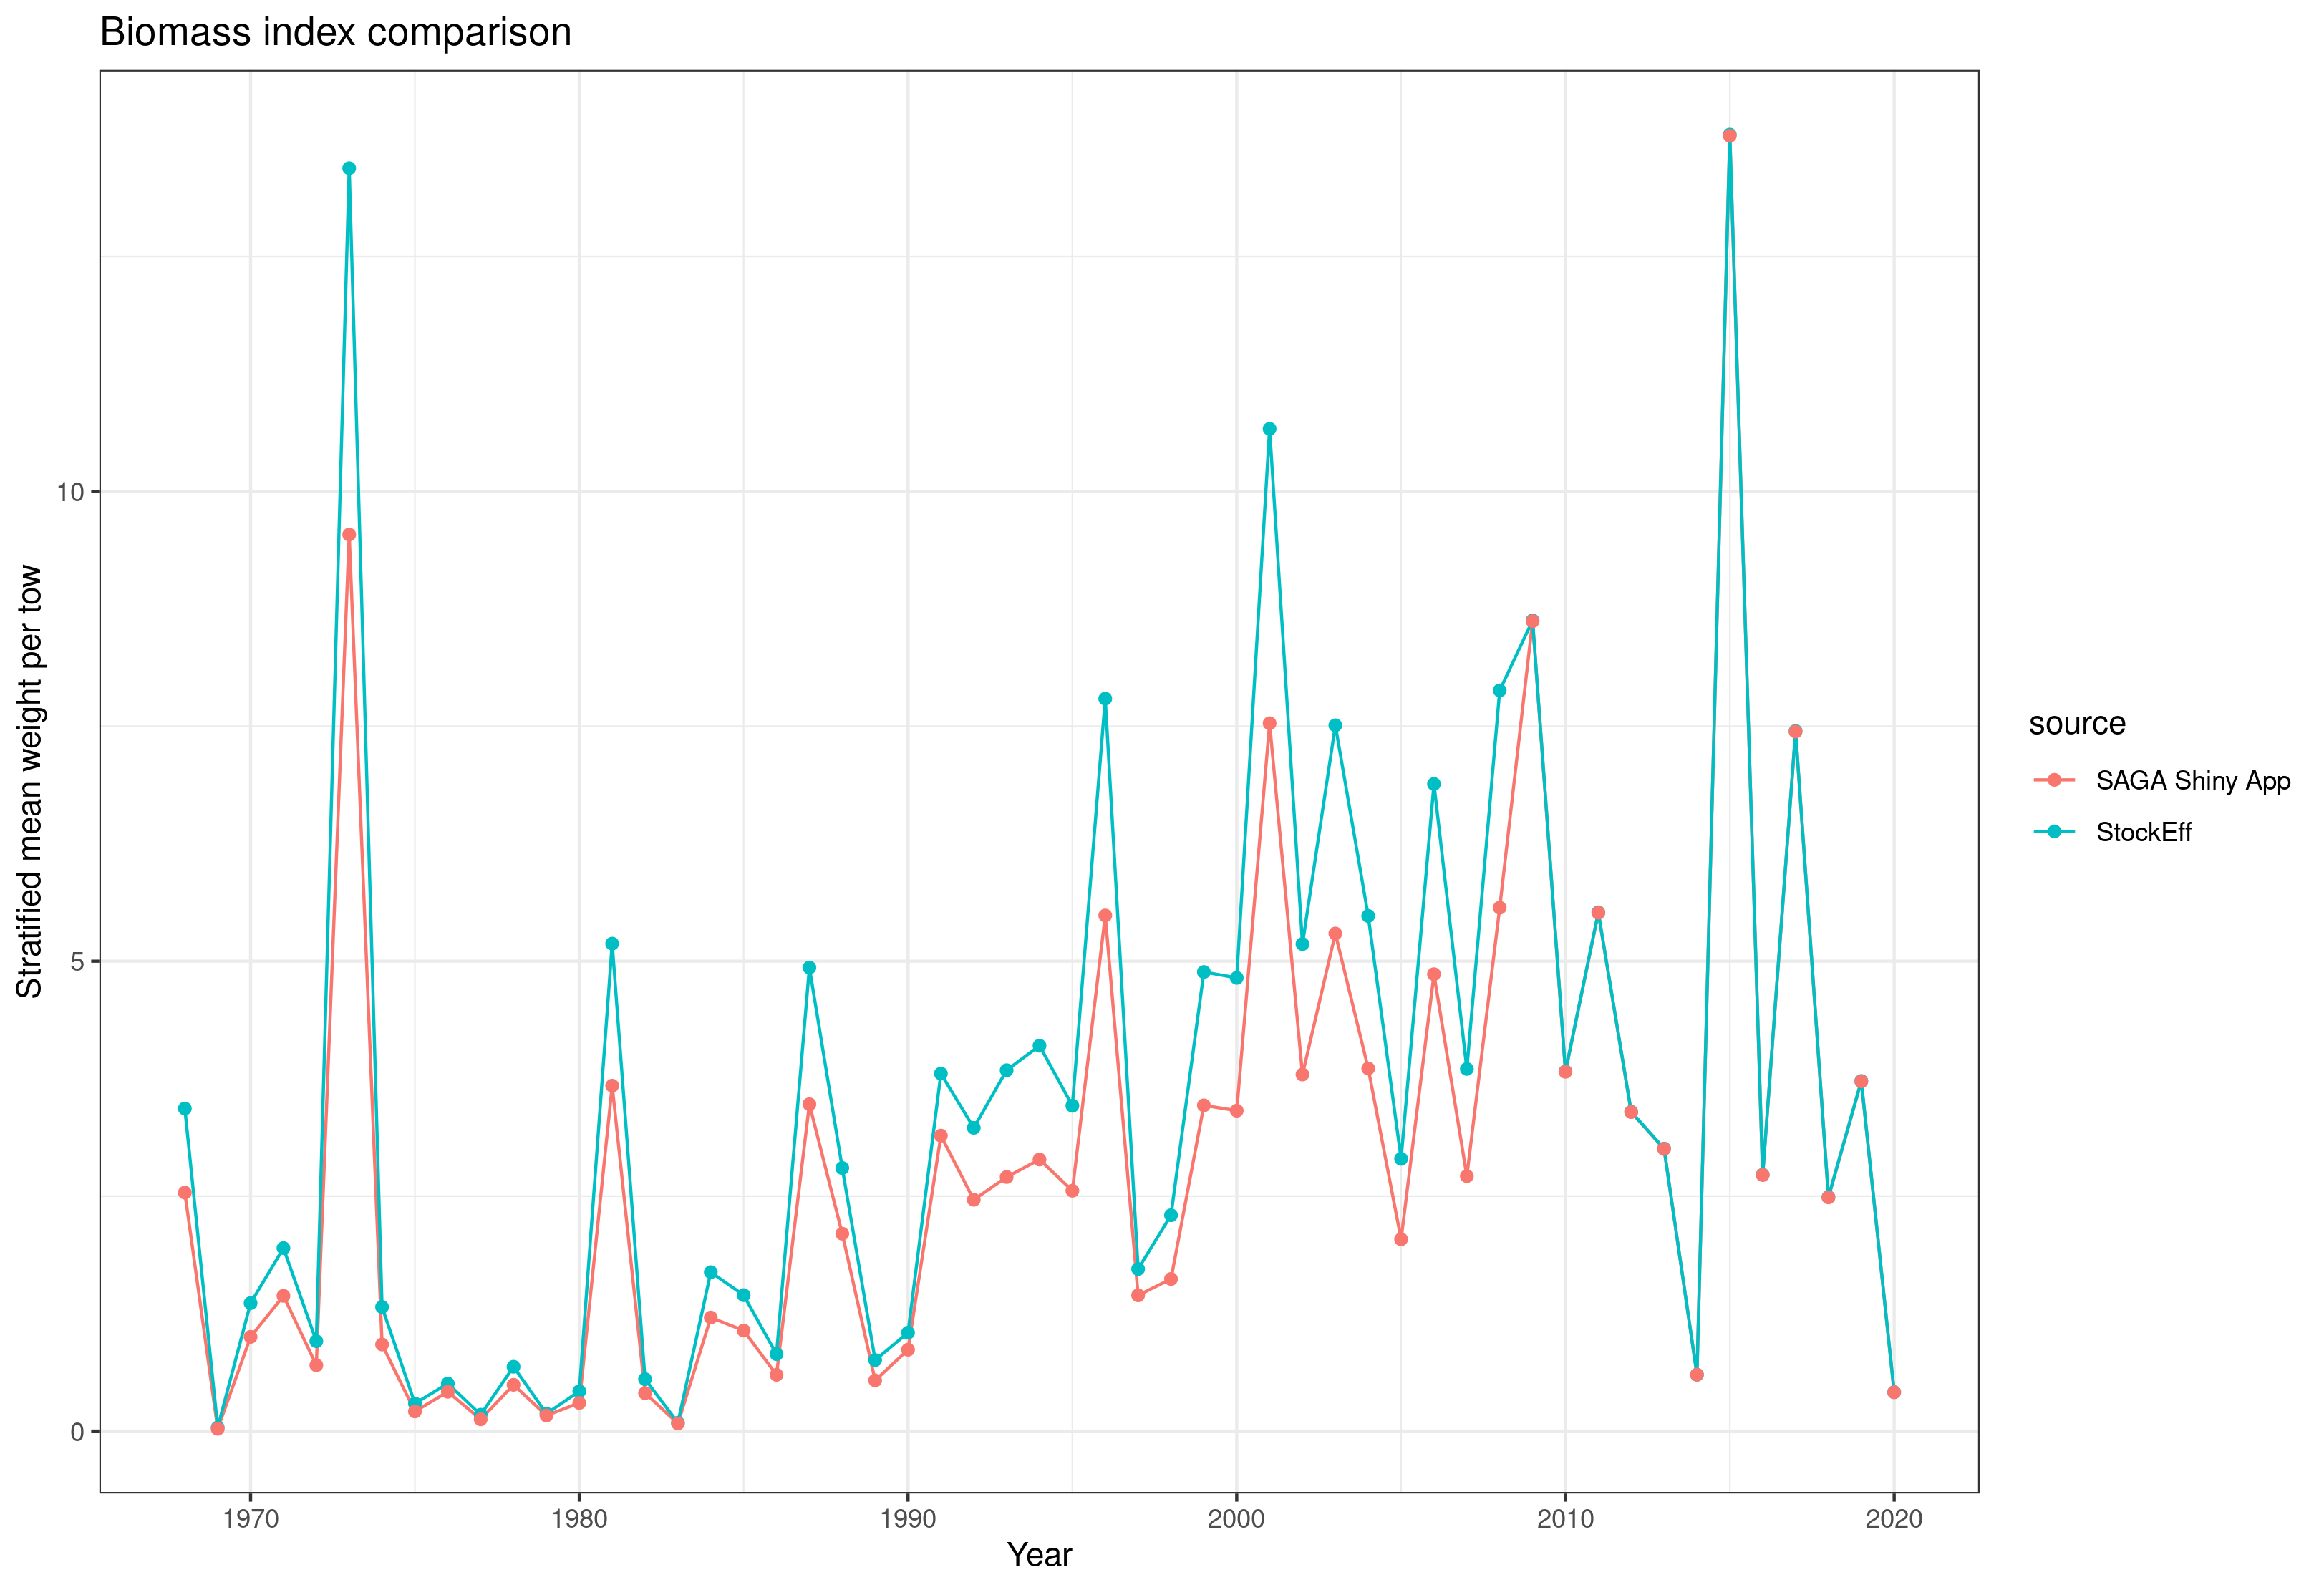 Biomass index comparison
Stratified mean weight per tow
10
5
0
1970 1980 1990 2000 2010 2020
Year
source
SAGA Shiny App
StockEff